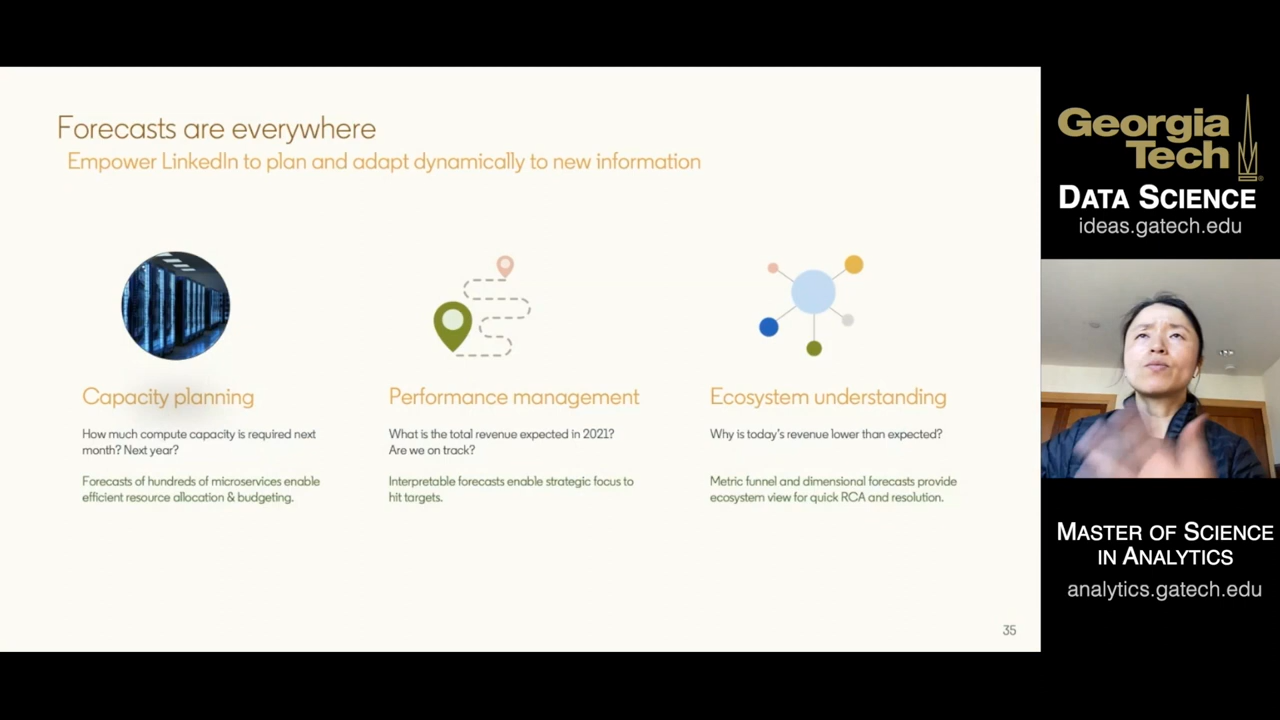 Forecasts are everywhere
Empower LinkedIn to plan and adapt dynamically to new information
Capacity planning
How much compute capacity is required next
month? Next year?
Forecasts of hundreds of microservices enable
efficient resource allocation & budgeting.
Performance management
What is the total revenue expected in 2021?
Are we on track?
Interpretable forecasts enable strategic focus to
hit targets.
Ecosystem understanding
Why is today's revenue lower than expected?
Metric funnel and dimensional forecasts provide
ecosystem view for quick RCA and resolution.
35
Georgia
Tech
DATA SCIENCE
ideas.gatech.edu
MASTER OF SCIENCE
IN ANALYTICS
analytics.gatech.edu